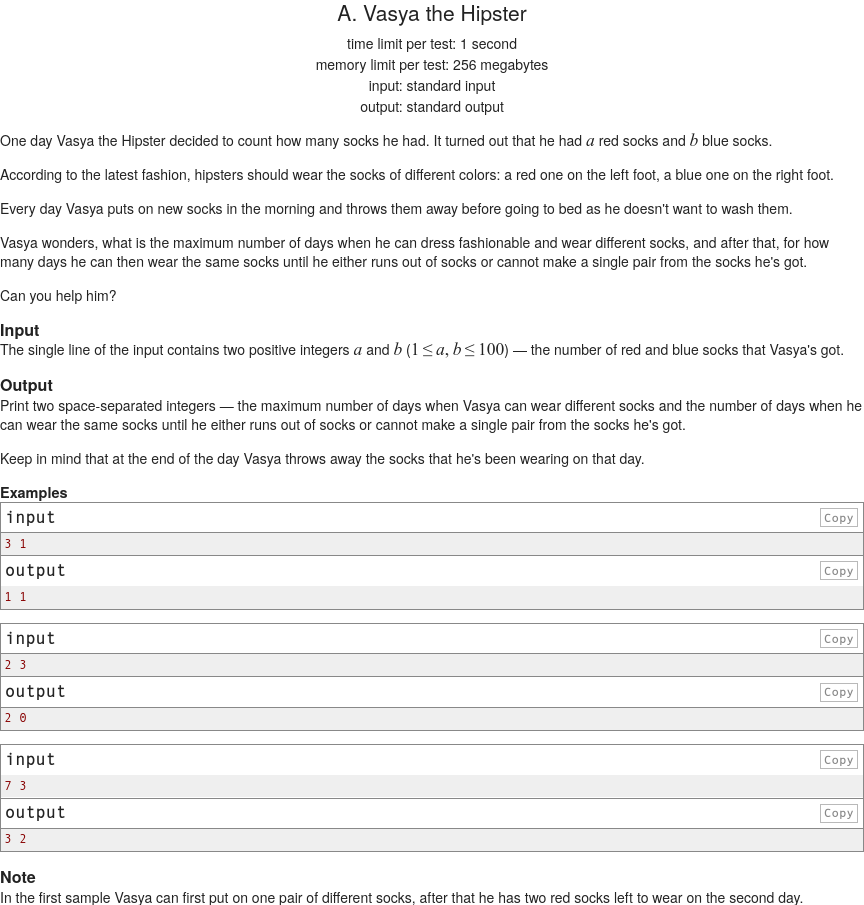 A. Vasya the Hipster
time limit per test: 1 second
memory limit per test: 256 megabytes
input: standard input
output: standard output
One day Vasya the Hipster decided to count how many socks he had. It turned out that he had a red socks and b blue socks.
According to the latest fashion, hipsters should wear the socks of different colors: a red one on the left foot, a blue one on the right foot.
Every day Vasya puts on new socks in the morning and throws them away before going to bed as he doesn't want to wash them.
Vasya wonders, what is the maximum number of days when he can dress fashionable and wear different socks, and after that, for how
many days he can then wear the same socks until he either runs out of socks or cannot make a single pair from the socks he's got.
Can you help him?
Input
The single line of the input contains two positive integers a and b (1 ≤ a, b ≤ 100) — the number of red and blue socks that Vasya's got.
Output
Print two space-separated integers — the maximum number of days when Vasya can wear different socks and the number of days when he
can wear the same socks until he either runs out of socks or cannot make a single pair from the socks he's got.
Keep in mind that at the end of the day Vasya throws away the socks that he's been wearing on that day.
Examples
input Copy
3 1
output Copy
1 1
input Copy
2 3
output Copy
2 0
input Copy
7 3
output Copy
3 2
Note
In the first sample Vasya can first put on one pair of different socks, after that he has two red socks left to wear on the second day.